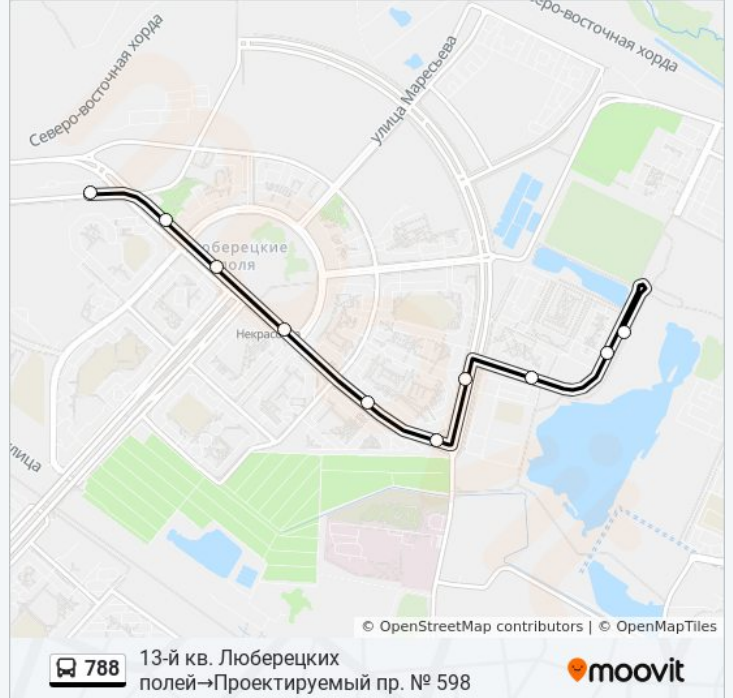 Северо-восточная хорда
улица Маресьева
северо-восточная хорда
юберецкие
поля
Некрасовка
улица
© OpenStreetMap contributors | © OpenMapTiles
788
13-й кв. Люберецких
полей→Проектируемый пр. № 598
moovit